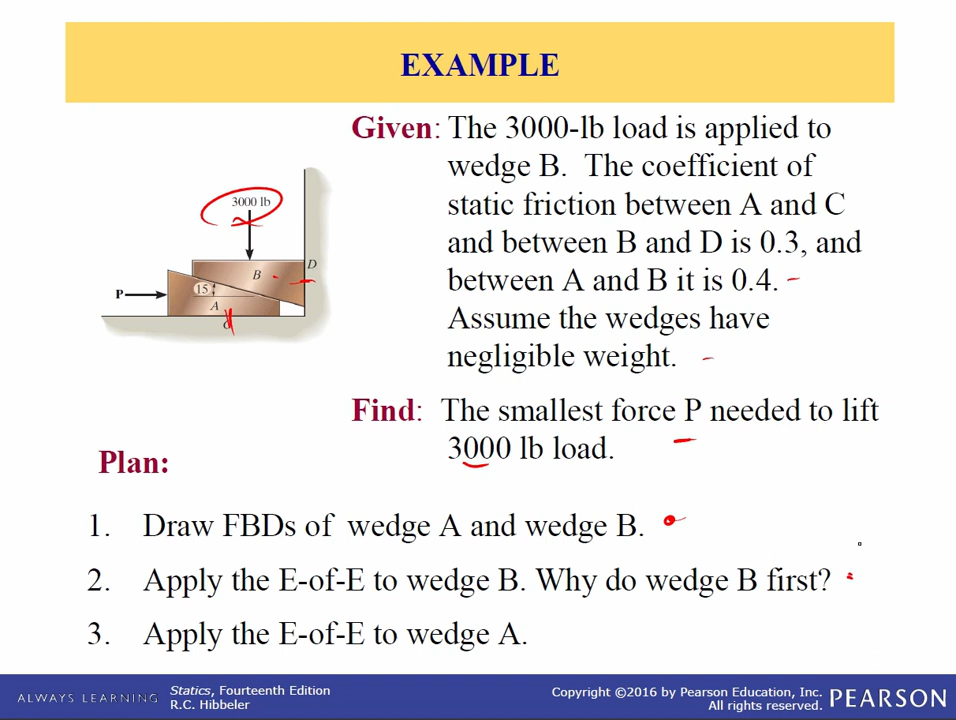 EXAMPLE
Given: The 3000-lb load is applied to
wedge B. The coefficient of
static friction between A and C
and between B and D is 0.3, and
between A and B it is 0.4.
Assume the wedges have
negligible weight.
3000 lb
D
B
15
P
A
C
Find: The smallest force P needed to lift
3000 lb load.
Plan:
1. Draw FBDs of wedge A and wedge B.
2. Apply the E-of-E to wedge B. Why do wedge B first?
3. Apply the E-of-E to wedge A.
ALWAYS LEARNING
Statics, Fourteenth Edition
R.C. Hibbeler
Copyright ©2016 by Pearson Education, Inc.
All rights reserved.
PEARSON